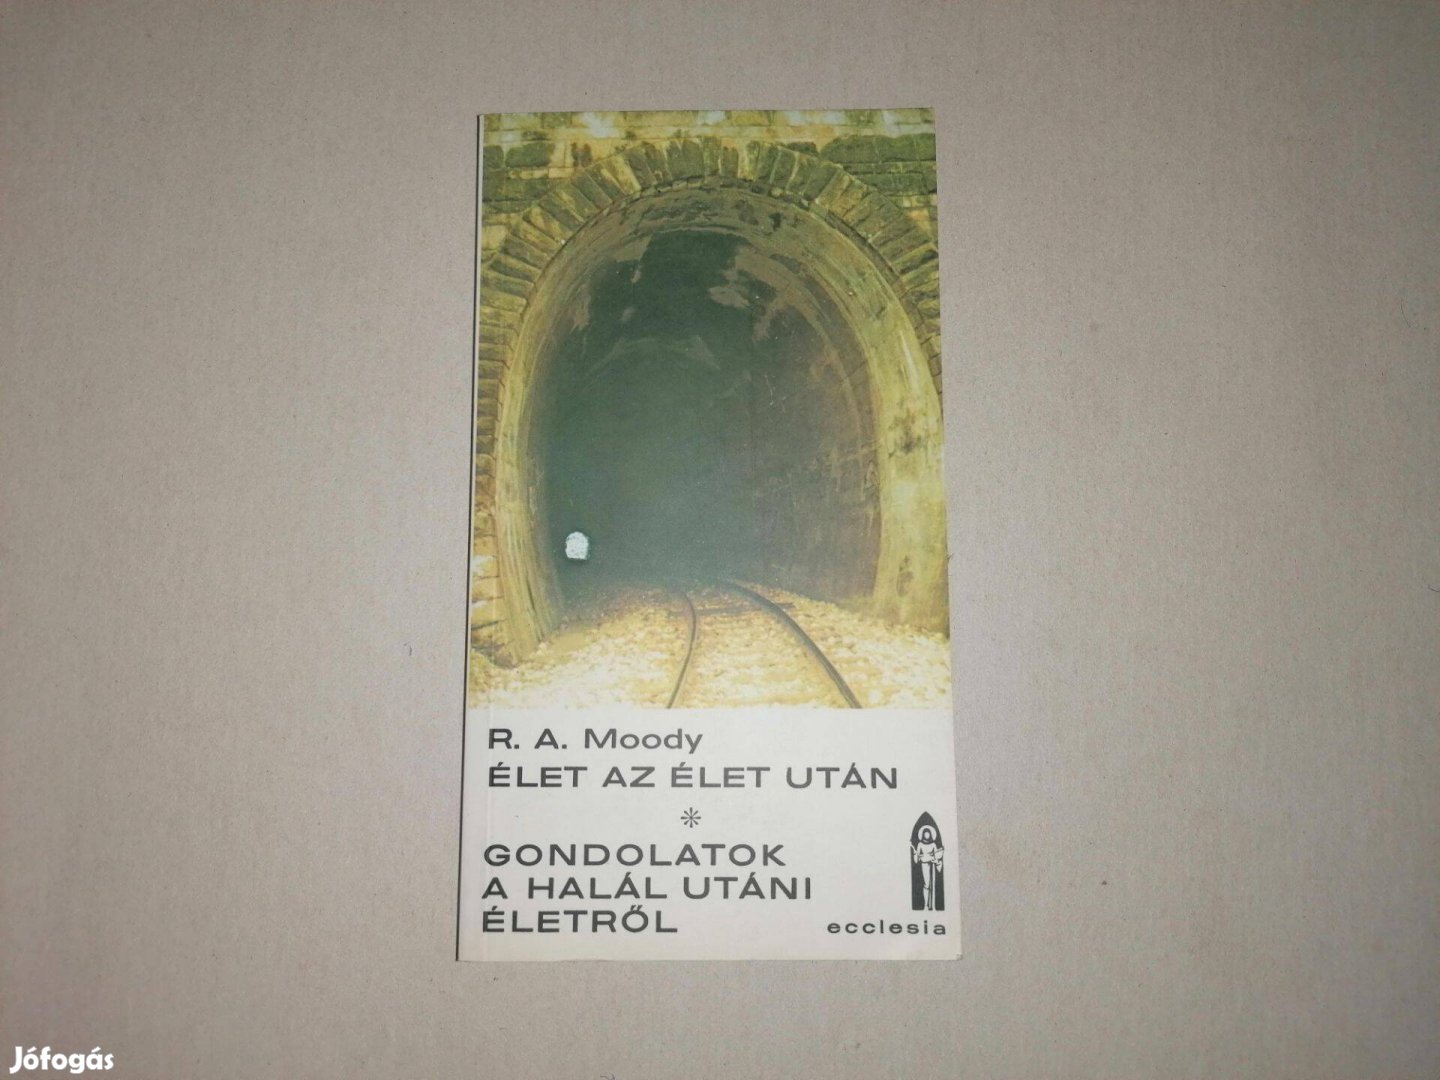 R. A. Moody
ÉLET AZ ÉLET UTÁN
*
GONDOLATOK
A HALÁL UTÁNI
ÉLETRŐL
ecclesia
Jófogás